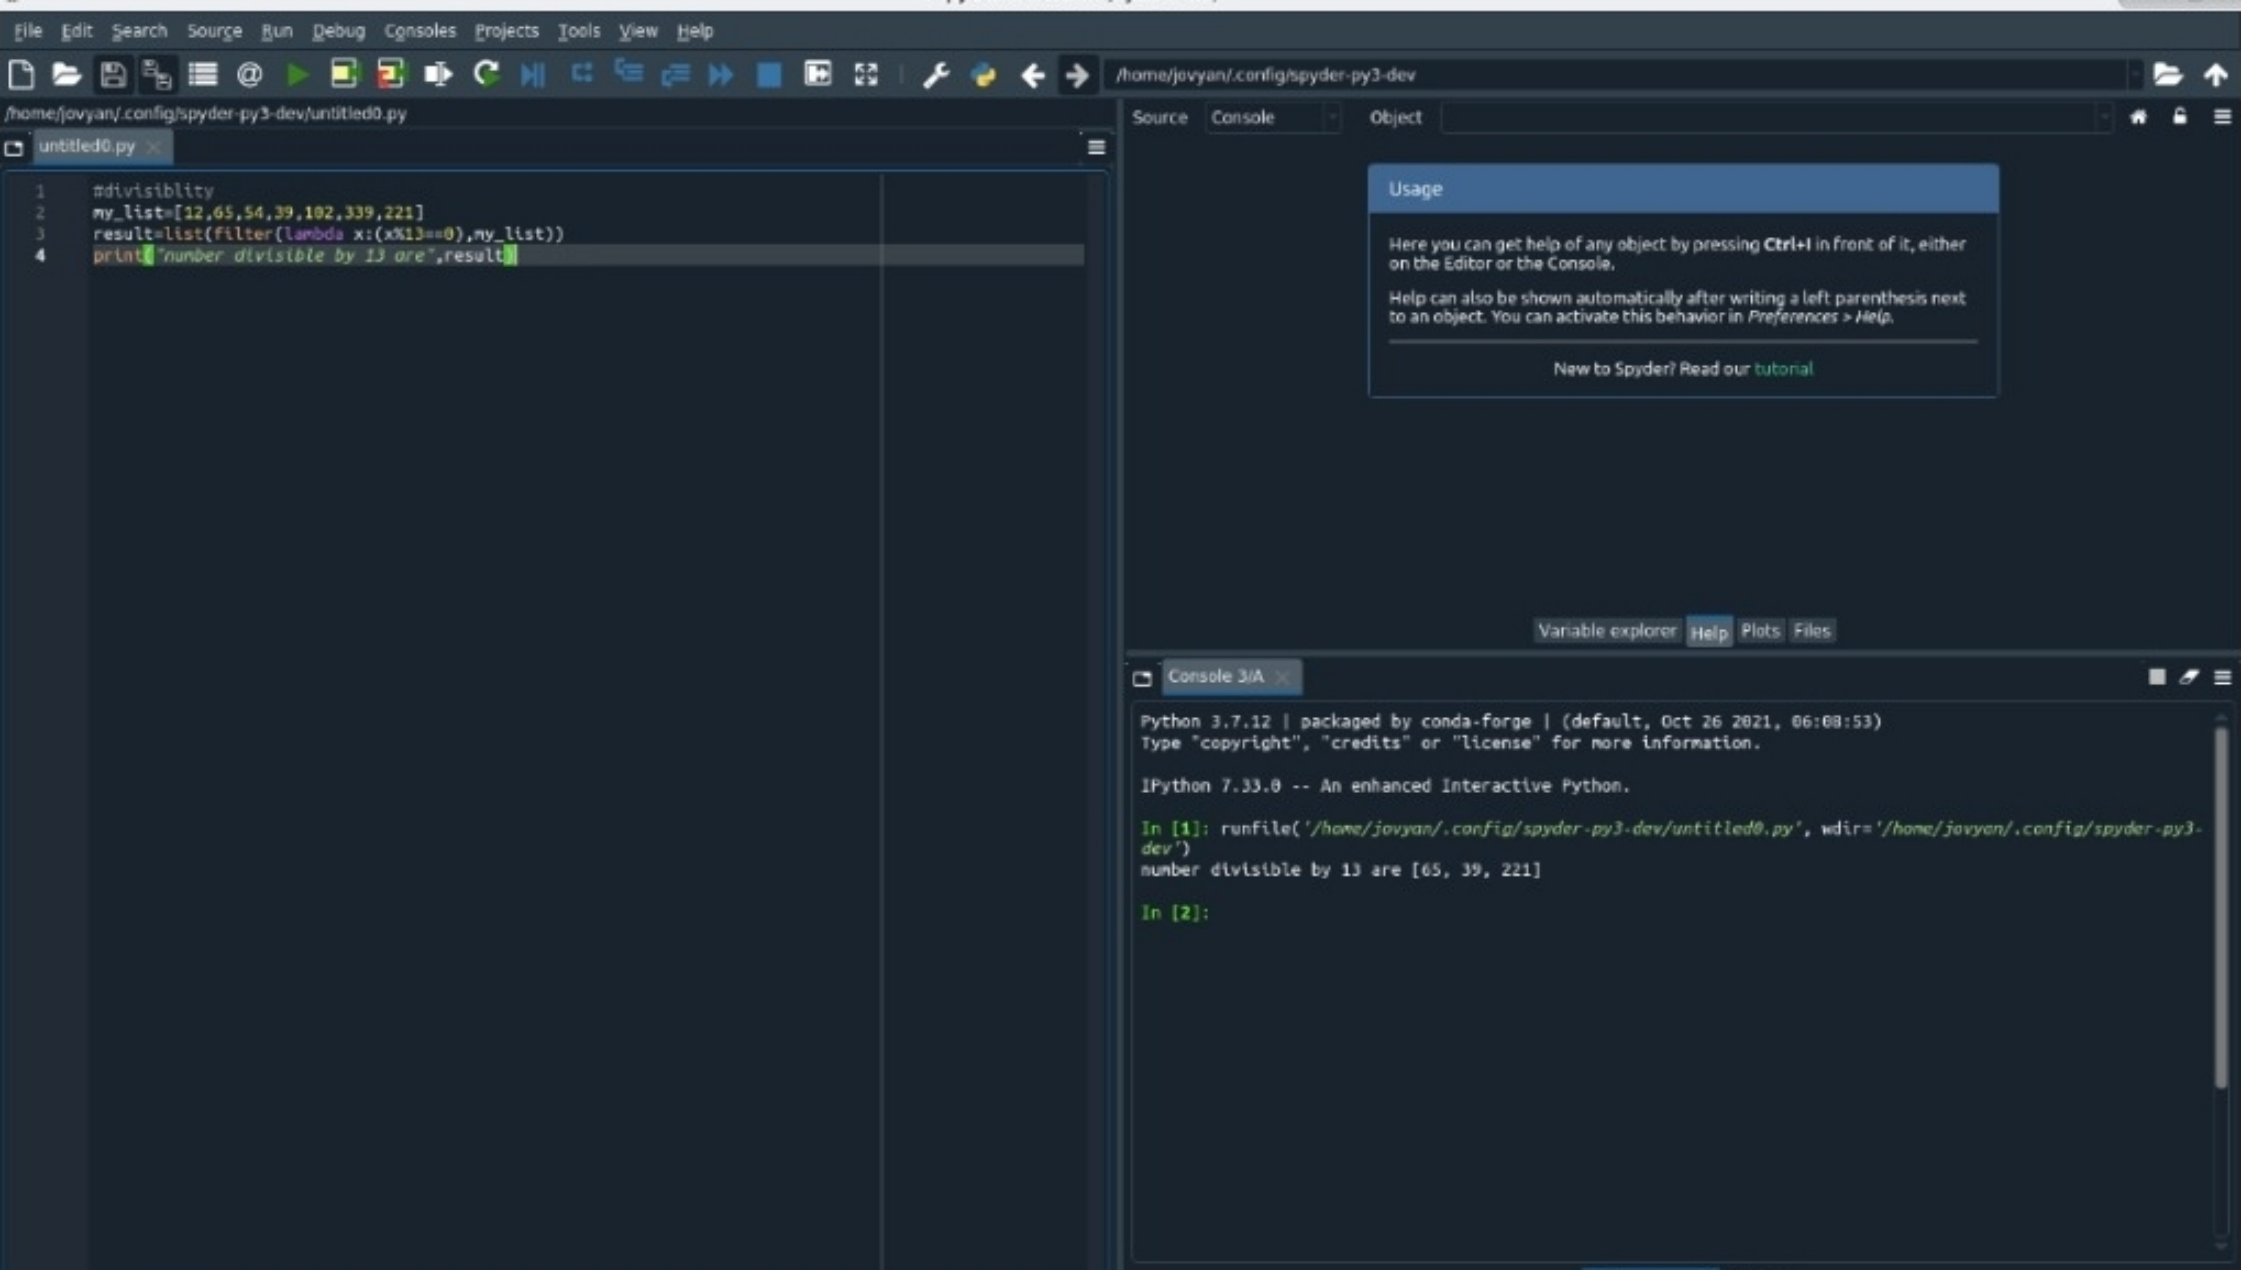 File Edit Search Source Run Debug Consoles Projects Tools View Help
/home/jovyan/.config/spyder-py3-dev
/home/jovyan/.config/spyder-py3-dev/untitled0.py
untitled0.py
1 #divisiblity
2 my_list=[12,65,54,39,102,339,221]
3 result=list(filter(lambda x:(x%13==0),my_list))
4 print("number divisible by 13 are",result)
Source Console Object
Usage
Here you can get help of any object by pressing Ctrl+I in front of it, either
on the Editor or the Console.
Help can also be shown automatically after writing a left parenthesis next
to an object. You can activate this behavior in Preferences > Help.
New to Spyder? Read our tutorial
Variable explorer Help Plots Files
Console 3/A
Python 3.7.12 | packaged by conda-forge | (default, Oct 26 2021, 06:08:53)
Type "copyright", "credits" or "license" for more information.
IPython 7.33.0 -- An enhanced Interactive Python.
In [1]: runfile('/home/jovyan/.config/spyder-py3-dev/untitled0.py', wdir='/home/jovyan/.config/spyder-py3-
dev')
number divisible by 13 are [65, 39, 221]
In [2]: